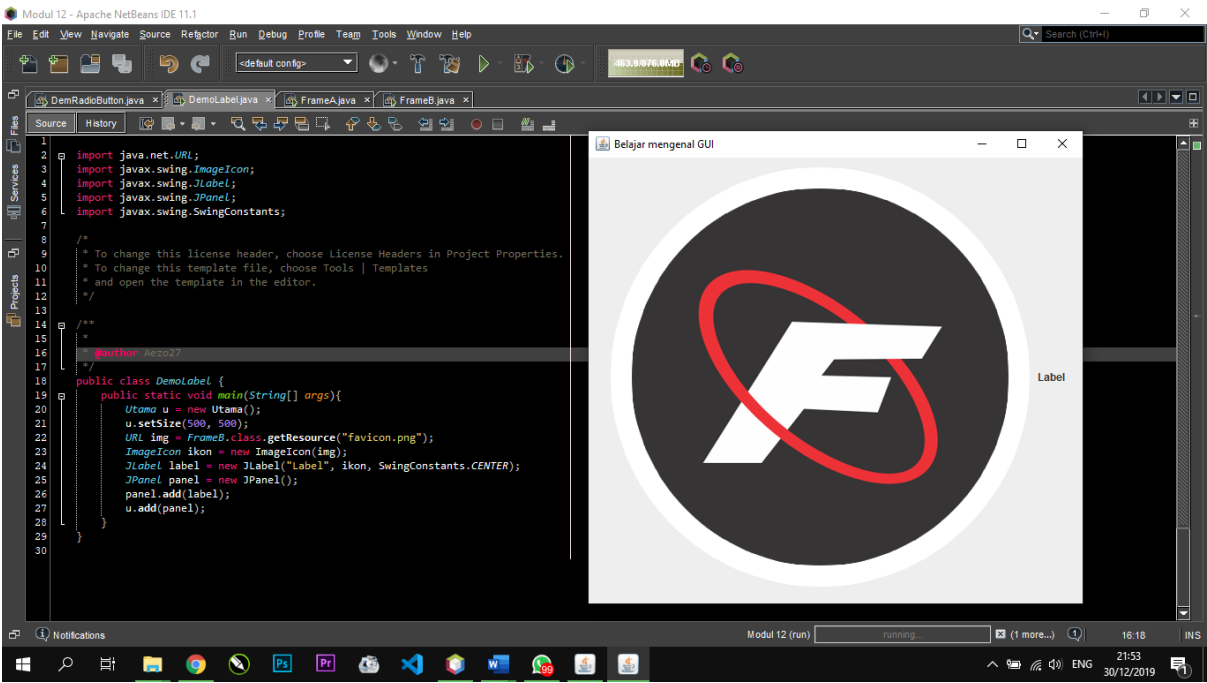 Modul 12 - Apache NetBeans IDE 11.1
File Edit View Navigate Source Refactor Run Debug Profile Team Tools Window Help
Search (Ctrl+I)
<default config>
463.9/876.0MB
DemRadioButton.java
DemoLabel.java
FrameA.java
FrameB.java
Source
History
Files
Services
Projects
1
2 import java.net.URL;
3 import javax.swing.ImageIcon;
4 import javax.swing.JLabel;
5 import javax.swing.JPanel;
6 import javax.swing.SwingConstants;
7
8 /*
9 * To change this license header, choose License Headers in Project Properties.
10 * To change this template file, choose Tools | Templates
11 * and open the template in the editor.
12 */
13
14 /**
15 *
16 * @author Aezo27
17 */
18 public class DemoLabel {
19 public static void main(String[] args){
20 Utama u = new Utama();
21 u.setSize(500, 500);
22 URL img = FrameB.class.getResource("favicon.png");
23 ImageIcon ikon = new ImageIcon(img);
24 JLabel label = new JLabel("Label", ikon, SwingConstants.CENTER);
25 JPanel panel = new JPanel();
26 panel.add(label);
27 u.add(panel);
28 }
29 }
30
Belajar mengenal GUI
F
Label
Notifications
Modul 12 (run)
running...
(1 more...)
1
16:18
INS
Ps
Pr
99
ENG
21:53
30/12/2019
1